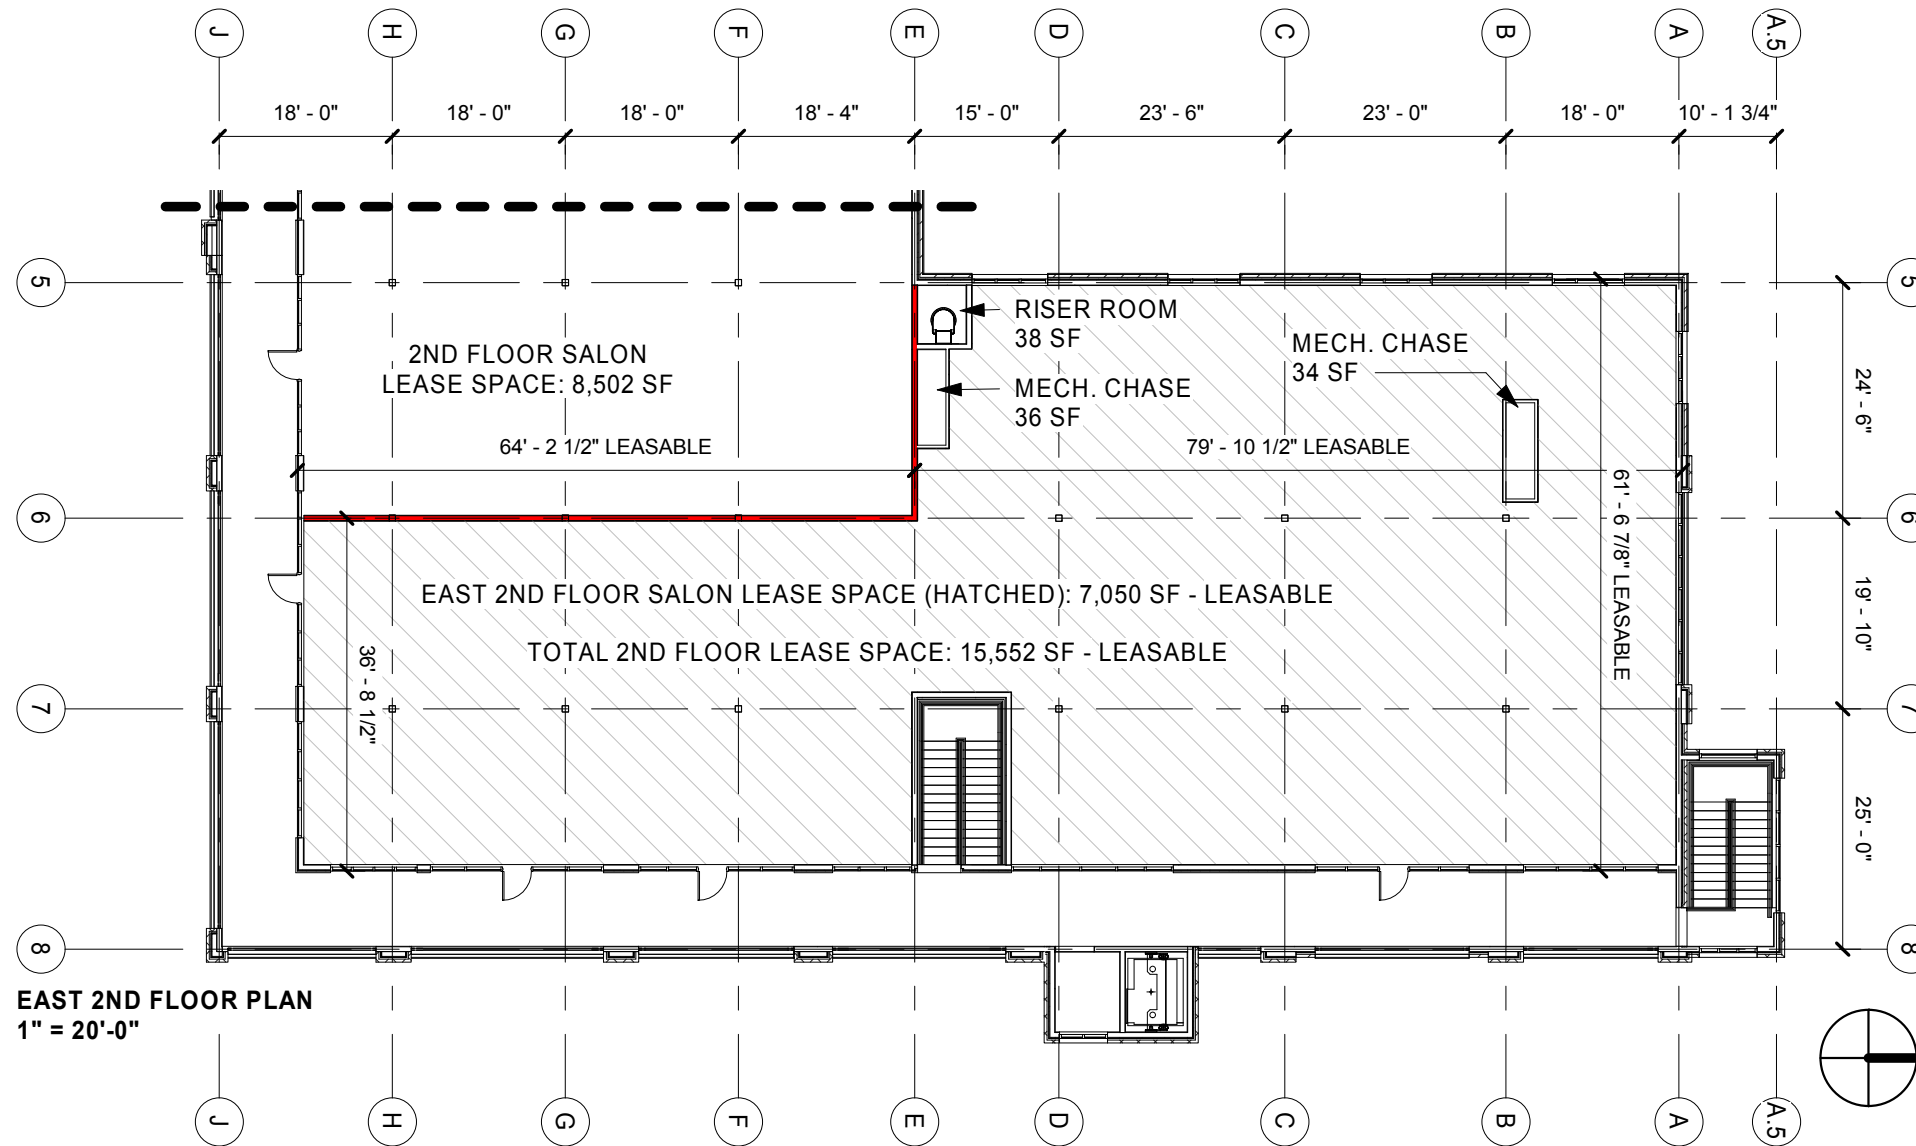 J H G F E D C B A A.5
18' - 0" 18' - 0" 18' - 0" 18' - 4" 15' - 0" 23' - 6" 23' - 0" 18' - 0" 10' - 1 3/4"
5 5
RISER ROOM
38 SF
2ND FLOOR SALON
LEASE SPACE: 8,502 SF
MECH. CHASE
34 SF
MECH. CHASE
36 SF
24' - 6"
64' - 2 1/2" LEASABLE
79' - 10 1/2" LEASABLE
61' - 6 7/8" LEASABLE
6 6
EAST 2ND FLOOR SALON LEASE SPACE (HATCHED): 7,050 SF - LEASABLE
19' - 10"
TOTAL 2ND FLOOR LEASE SPACE: 15,552 SF - LEASABLE
36' - 8 1/2"
7 7
25' - 0"
8 8
EAST 2ND FLOOR PLAN
1" = 20'-0"
J H G F E D C B A A.5